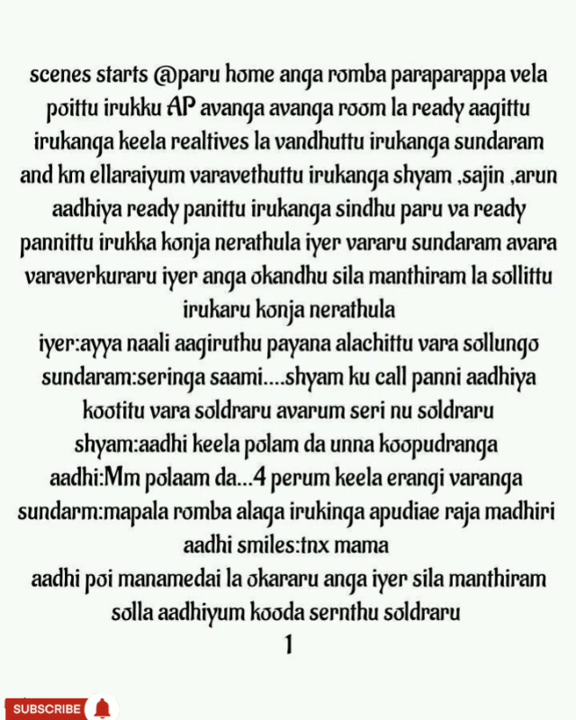 scenes starts @paru home anga romba paraparappa vela
poittu irukku AP avanga avanga room la ready aagittu
irukanga keela realtives la vandhuttu irukanga sundaram
and km ellaraiyum varavethuttu irukanga shyam ,sajin ,arun
aadhiya ready panittu irukanga sindhu paru va ready
pannittu irukka konja nerathula iyer vararu sundaram avara
varaverkuraru iyer anga okandhu sila manthiram la sollittu
irukaru konja nerathula
iyer:ayya naali aagiruthu payana alachittu vara sollungo
sundaram:seringa saami....shyam ku call panni aadhiya
kootitu vara soldraru avarum seri nu soldraru
shyam:aadhi keela polam da unna koopudranga
aadhi:Mm polaam da...4 perum keela erangi varanga
sundarm:mapala romba alaga irukinga apudiae raja madhiri
aadhi smiles:tnx mama
aadhi poi manamedai la okararu anga iyer sila manthiram
solla aadhiyum kooda sernthu soldraru
1
SUBSCRIBE